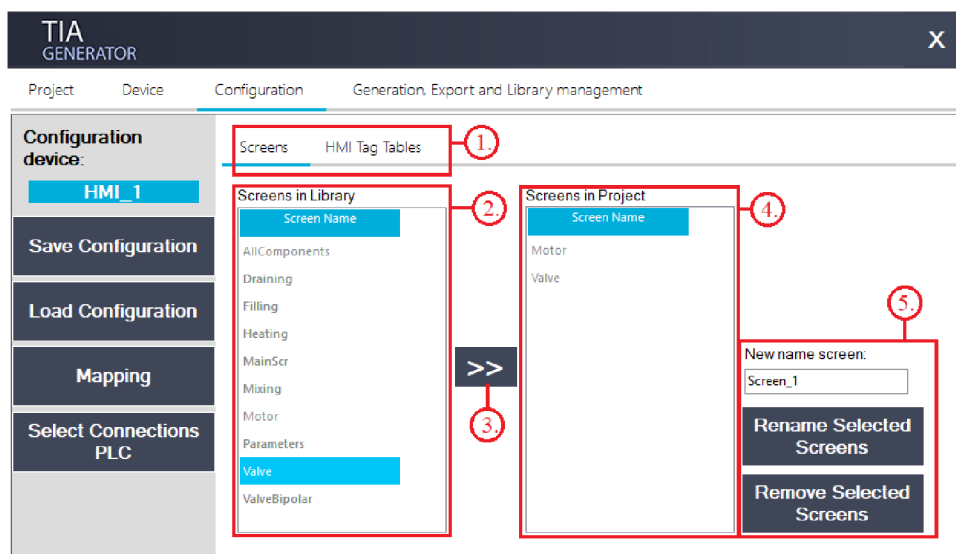 TIA
GENERATOR
X
Project Device Configuration Generation, Export and Library management
Configuration
device:
HMI_1
Save Configuration
Load Configuration
Mapping
Select Connections
PLC
Screens HMI Tag Tables
1.
Screens in Library
Screen Name
AllComponents
Draining
Filling
Heating
MainScr
Mixing
Motor
Parameters
Valve
ValveBipolar
2.
>>
3.
Screens in Project
Screen Name
Motor
Valve
4.
5.
New name screen:
Screen_1
Rename Selected
Screens
Remove Selected
Screens